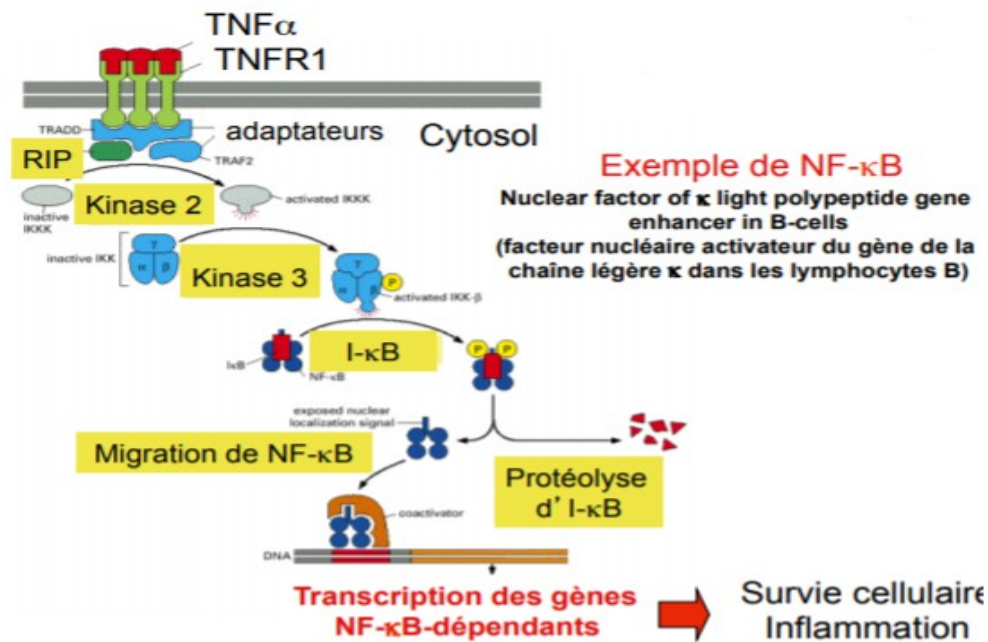 TNFα
TNFR1
TRADD
adaptateurs
Cytosol
RIP
TRAF2
Exemple de NF-κB
Nuclear factor of κ light polypeptide gene
enhancer in B-cells
(facteur nucléaire activateur du gène de la
chaîne légère κ dans les lymphocytes B)
inactive
IKKK
Kinase 2
activated IKKK
inactive IKK
γ
α
β
Kinase 3
γ
α
β
P
activated IKK-β
IκB
NF-κB
I-κB
P
P
exposed nuclear
localization signal
Migration de NF-κB
Protéolyse
d' I-κB
coactivator
DNA
Transcription des gènes
NF-κB-dépendants
Survie cellulaire
Inflammation